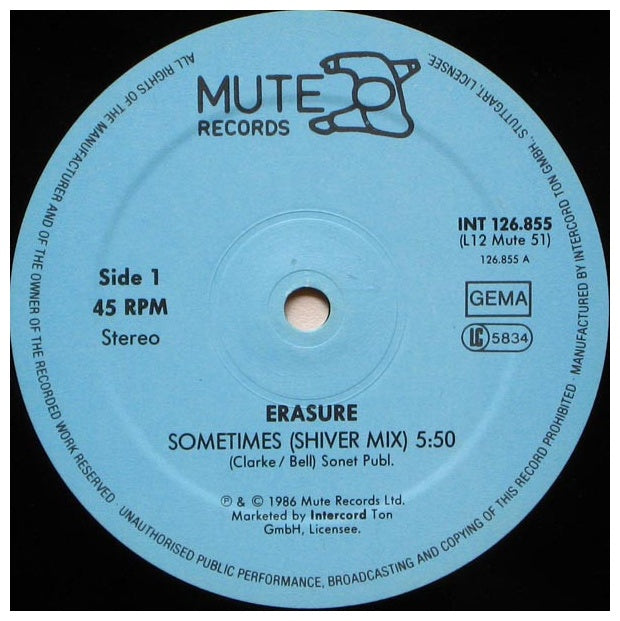 MUTE
RECORDS
INT 126.855
(L12 Mute 51)
126.855 A
Side 1
45 RPM
Stereo
GEMA
LC 5834
ERASURE
SOMETIMES (SHIVER MIX) 5:50
(Clarke / Bell) Sonet Publ.
℗ & © 1986 Mute Records Ltd.
Marketed by Intercord Ton
GmbH, Licensee.
ALL RIGHTS OF THE MANUFACTURER AND OF THE OWNER OF THE RECORDED WORK RESERVED · UNAUTHORISED PUBLIC PERFORMANCE, BROADCASTING AND COPYING OF THIS RECORD PROHIBITED · MANUFACTURED BY INTERCORD TON GMBH., STUTTGART, LICENSEE.